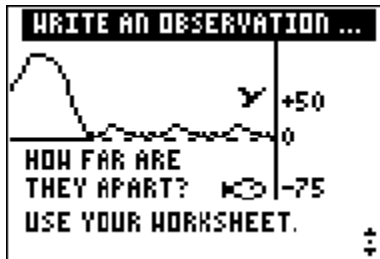 WRITE AN OBSERVATION ...
+50
0
HOW FAR ARE
THEY APART?
-75
USE YOUR WORKSHEET.